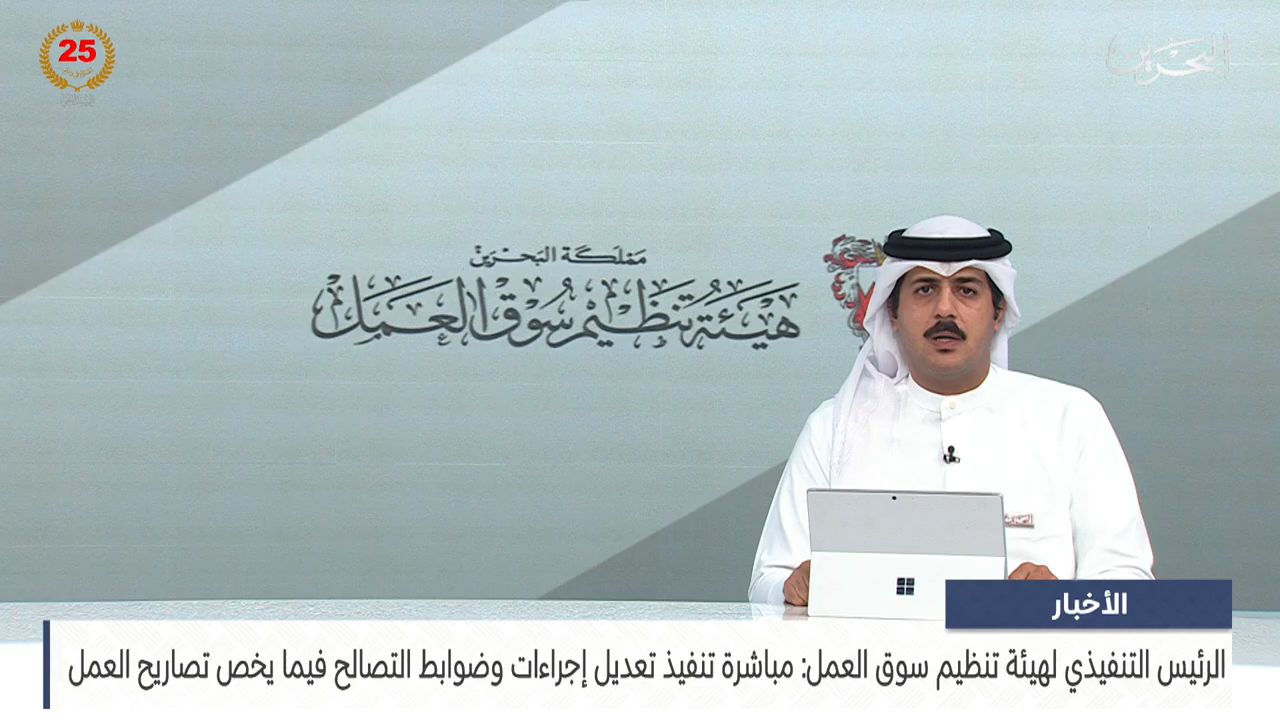 25
البحرين
مملكة البحرين
هيئة تنظيم سوق العمل
البحرين
الأخبار
الرئيس التنفيذي لهيئة تنظيم سوق العمل: مباشرة تنفيذ تعديل إجراءات وضوابط التصالح فيما يخص تصاريح العمل